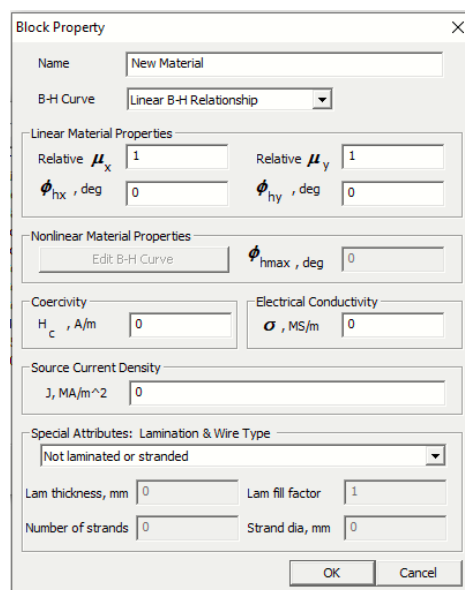 Block Property
Name New Material
B-H Curve Linear B-H Relationship
Linear Material Properties
Relative μx 1 Relative μy 1
ϕhx , deg 0 ϕhy , deg 0
Nonlinear Material Properties
Edit B-H Curve ϕhmax , deg 0
Coercivity Electrical Conductivity
Hc , A/m 0 σ , MS/m 0
Source Current Density
J, MA/m^2 0
Special Attributes: Lamination & Wire Type
Not laminated or stranded
Lam thickness, mm 0 Lam fill factor 1
Number of strands 0 Strand dia, mm 0
OK Cancel